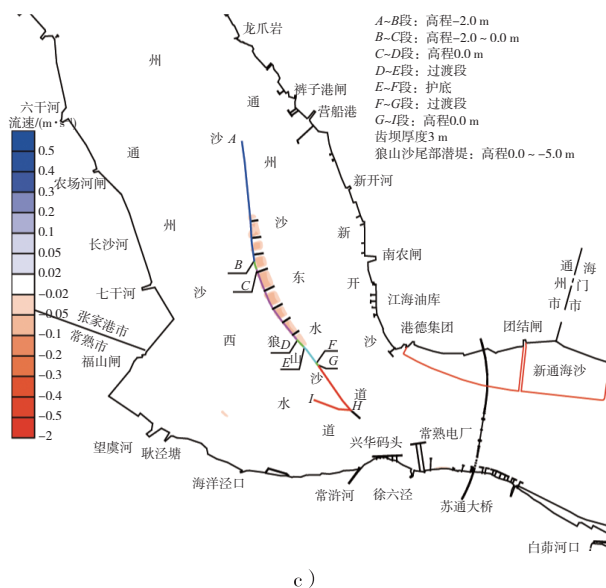 A~B段：高程-2.0 m
B~C段：高程-2.0 ~ 0.0 m
C~D段：高程0.0 m
D~E段：过渡段
E~F段：护底
F~G段：过渡段
G~I段：高程0.0 m
齿坝厚度3 m
狼山沙尾部潜堤：高程0.0 ~ -5.0 m
龙爪岩
裤子港闸
营船港
新开河
南农闸
江海油库
港德集团
团结闸
海门市
通州市
新通海沙
新开沙
六干河
流速/(m·s⁻¹)
0.5
0.4
0.3
0.2
0.1
0.05
0.02
-0.02
-0.05
-0.1
-0.2
-0.3
-0.4
-0.5
-2
农场河闸
长沙河
七干河
张家港市
常熟市
福山闸
望虞河
耿泾塘
海洋泾口
常浒河
徐六泾
兴华码头
常熟电厂
苏通大桥
白茆河口
通州沙西水道
通州沙东水道
狼山沙
A
B
C
D
E
F
G
H
I
c）